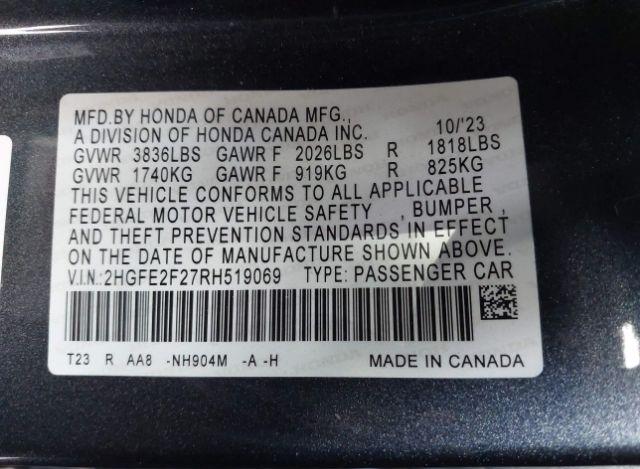 MFD.BY HONDA OF CANADA MFG.,
A DIVISION OF HONDA CANADA INC. 10/'23
GVWR 3836LBS GAWR F 2026LBS R 1818LBS
GVWR 1740KG GAWR F 919KG R 825KG
THIS VEHICLE CONFORMS TO ALL APPLICABLE
FEDERAL MOTOR VEHICLE SAFETY , BUMPER ,
AND THEFT PREVENTION STANDARDS IN EFFECT
ON THE DATE OF MANUFACTURE SHOWN ABOVE.
V.I.N.:2HGFE2F27RH519069 TYPE: PASSENGER CAR
T23 R AA8 -NH904M -A -H MADE IN CANADA